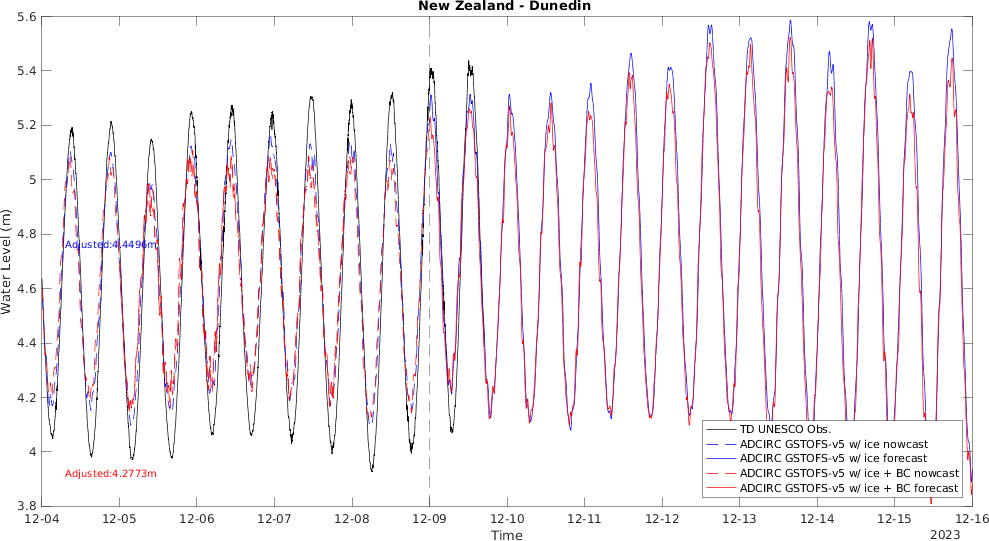 New Zealand - Dunedin
5.6
5.4
5.2
5
4.8
4.6
4.4
4.2
4
3.8
Water Level (m)
Adjusted:4.4496m
Adjusted:4.2773m
TD UNESCO Obs.
ADCIRC GSTOFS-v5 w/ ice nowcast
ADCIRC GSTOFS-v5 w/ ice forecast
ADCIRC GSTOFS-v5 w/ ice + BC nowcast
ADCIRC GSTOFS-v5 w/ ice + BC forecast
12-04 12-05 12-06 12-07 12-08 12-09 12-10 12-11 12-12 12-13 12-14 12-15 12-16
Time
2023